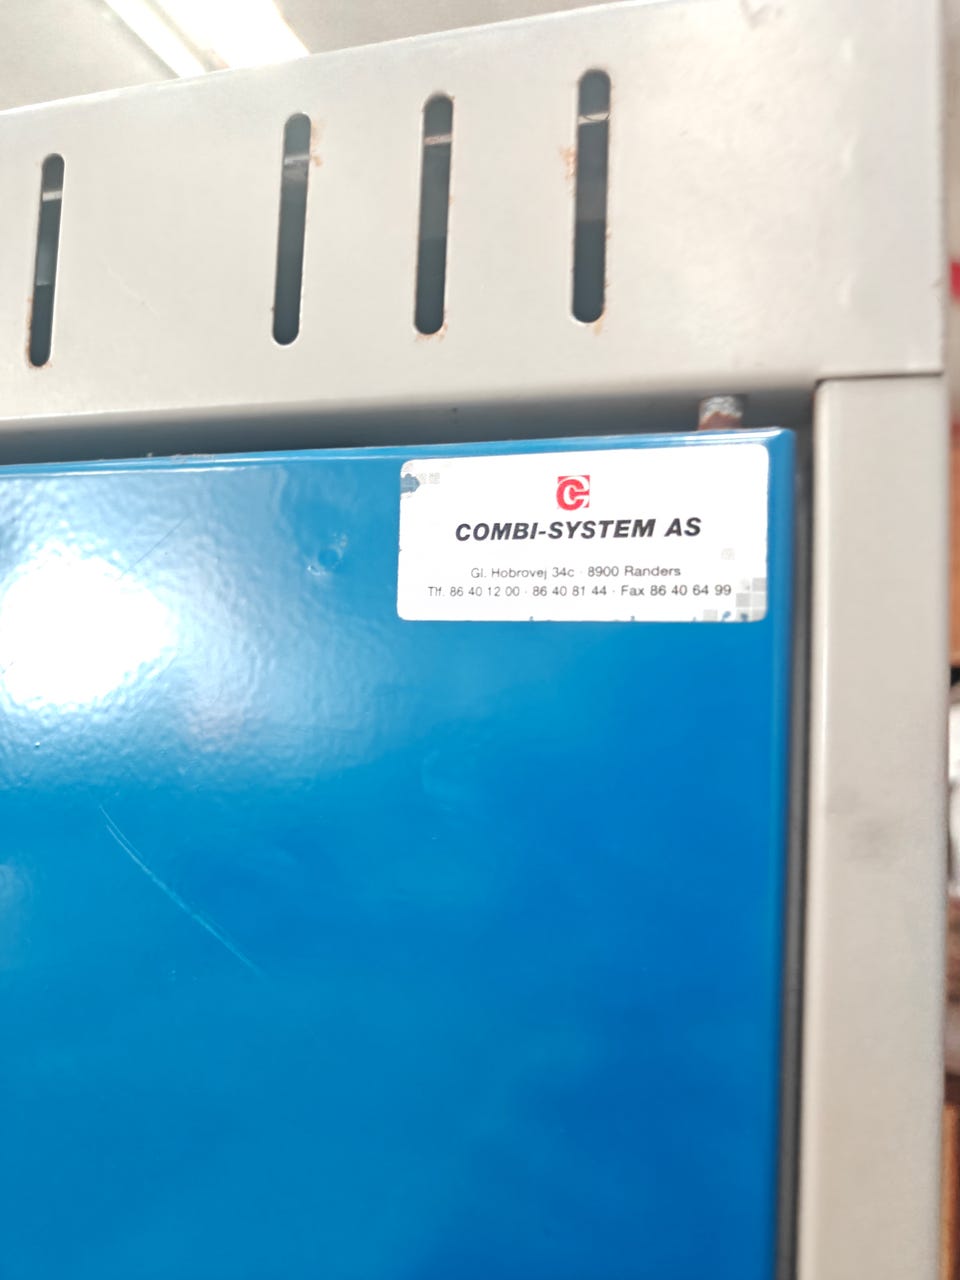 C
COMBI-SYSTEM AS
Gl. Hobrovej 34c · 8900 Randers
Tlf. 86 40 12 00 · 86 40 81 44 · Fax 86 40 64 99